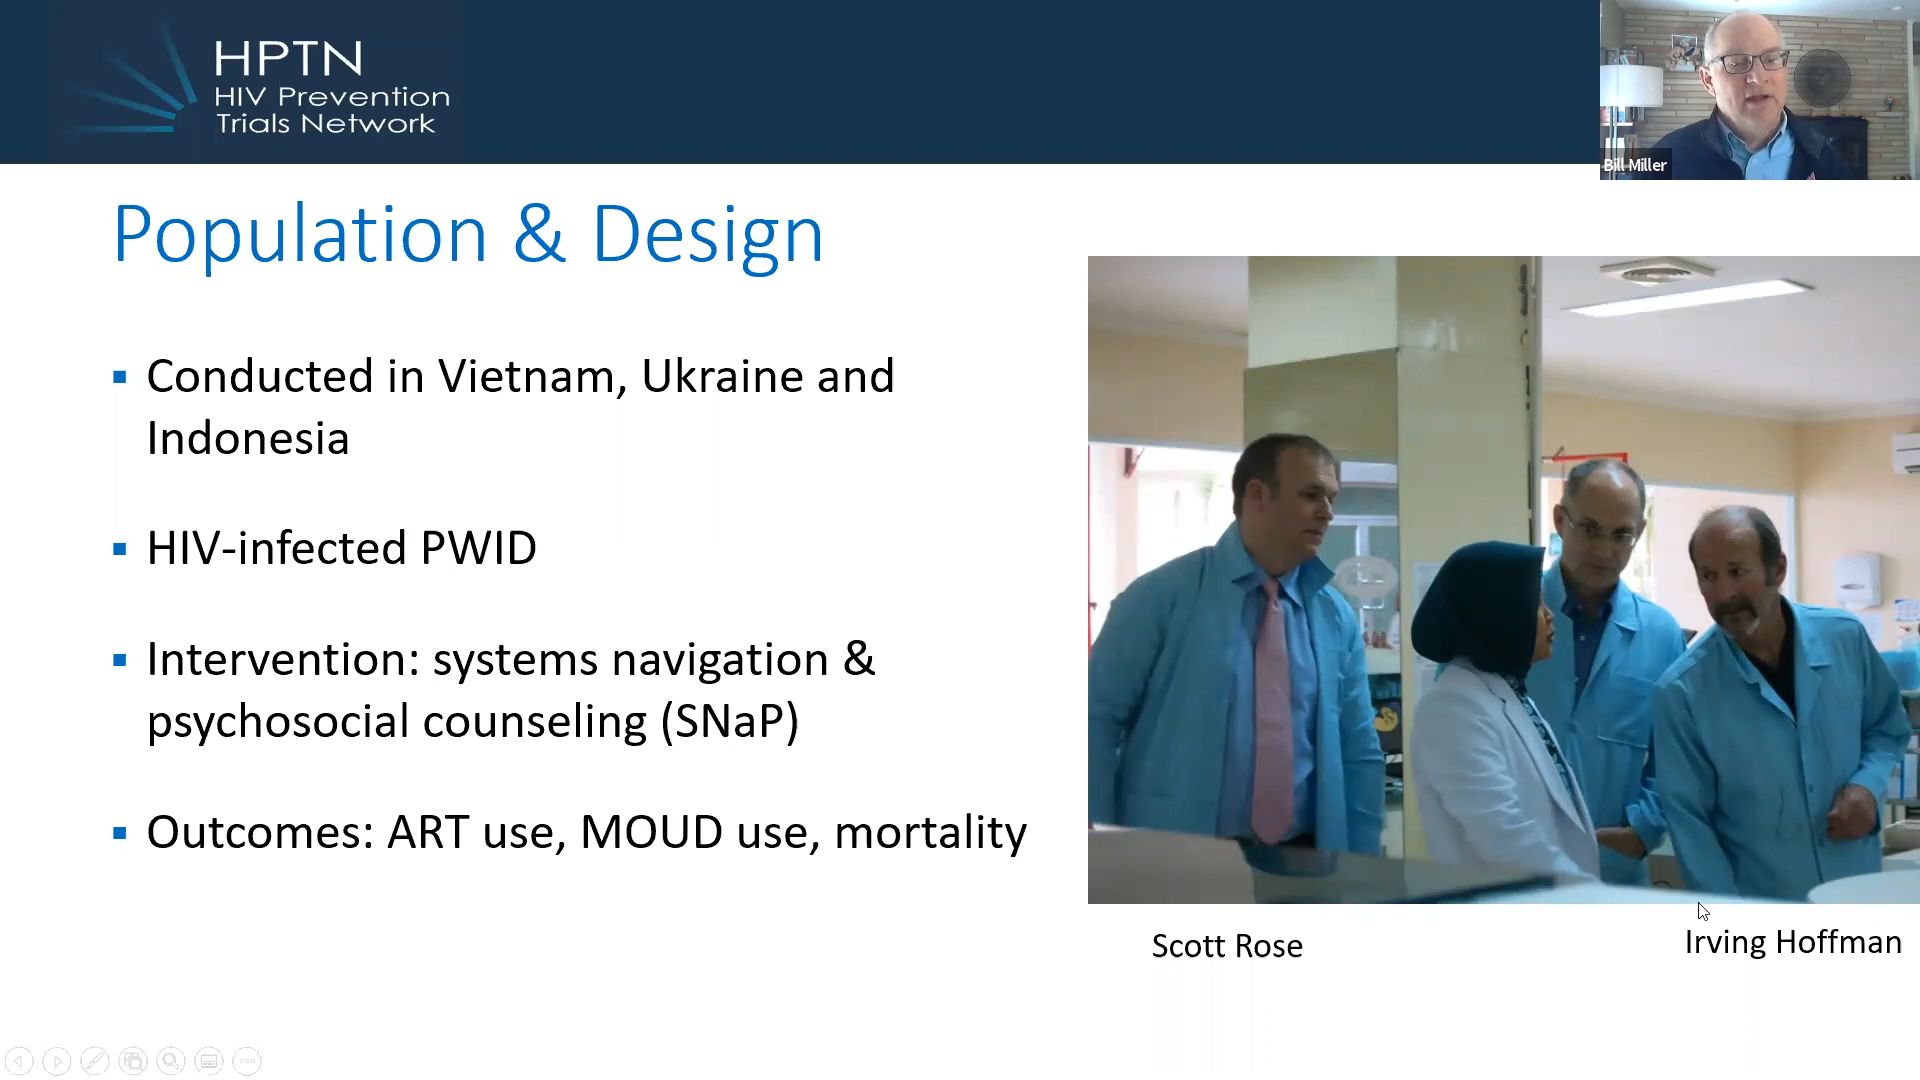 HPTN
HIV Prevention
Trials Network
Bill Miller
Population & Design
Conducted in Vietnam, Ukraine and
Indonesia
HIV-infected PWID
Intervention: systems navigation &
psychosocial counseling (SNaP)
Outcomes: ART use, MOUD use, mortality
Scott Rose
Irving Hoffman